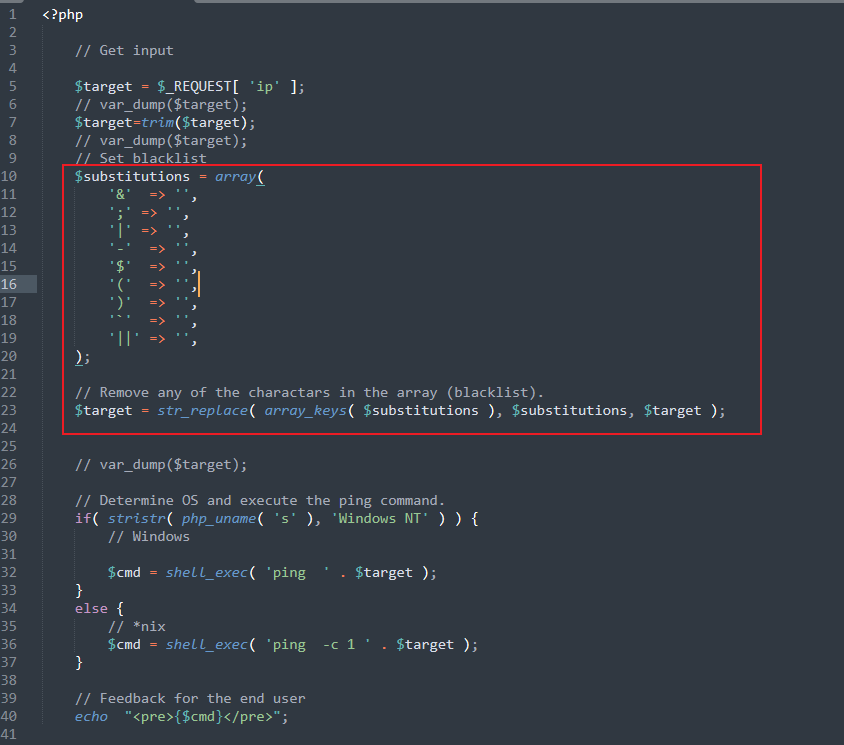 1 <?php
2
3 // Get input
4
5 $target = $_REQUEST[ 'ip' ];
6 // var_dump($target);
7 $target=trim($target);
8 // var_dump($target);
9 // Set blacklist
10 $substitutions = array(
11 '&'  => '',
12 ';' => '',
13 '|' => '',
14 '-'  => '',
15 '$'  => '',
16 '('  => '',
17 ')'  => '',
18 '`'  => '',
19 '||' => '',
20 );
21
22 // Remove any of the charactars in the array (blacklist).
23 $target = str_replace( array_keys( $substitutions ), $substitutions, $target );
24
25
26 // var_dump($target);
27
28 // Determine OS and execute the ping command.
29 if( stristr( php_uname( 's' ), 'Windows NT' ) ) {
30 // Windows
31
32 $cmd = shell_exec( 'ping  ' . $target );
33 }
34 else {
35 // *nix
36 $cmd = shell_exec( 'ping  -c 1 ' . $target );
37 }
38
39 // Feedback for the end user
40 echo  "<pre>{$cmd}</pre>";
41